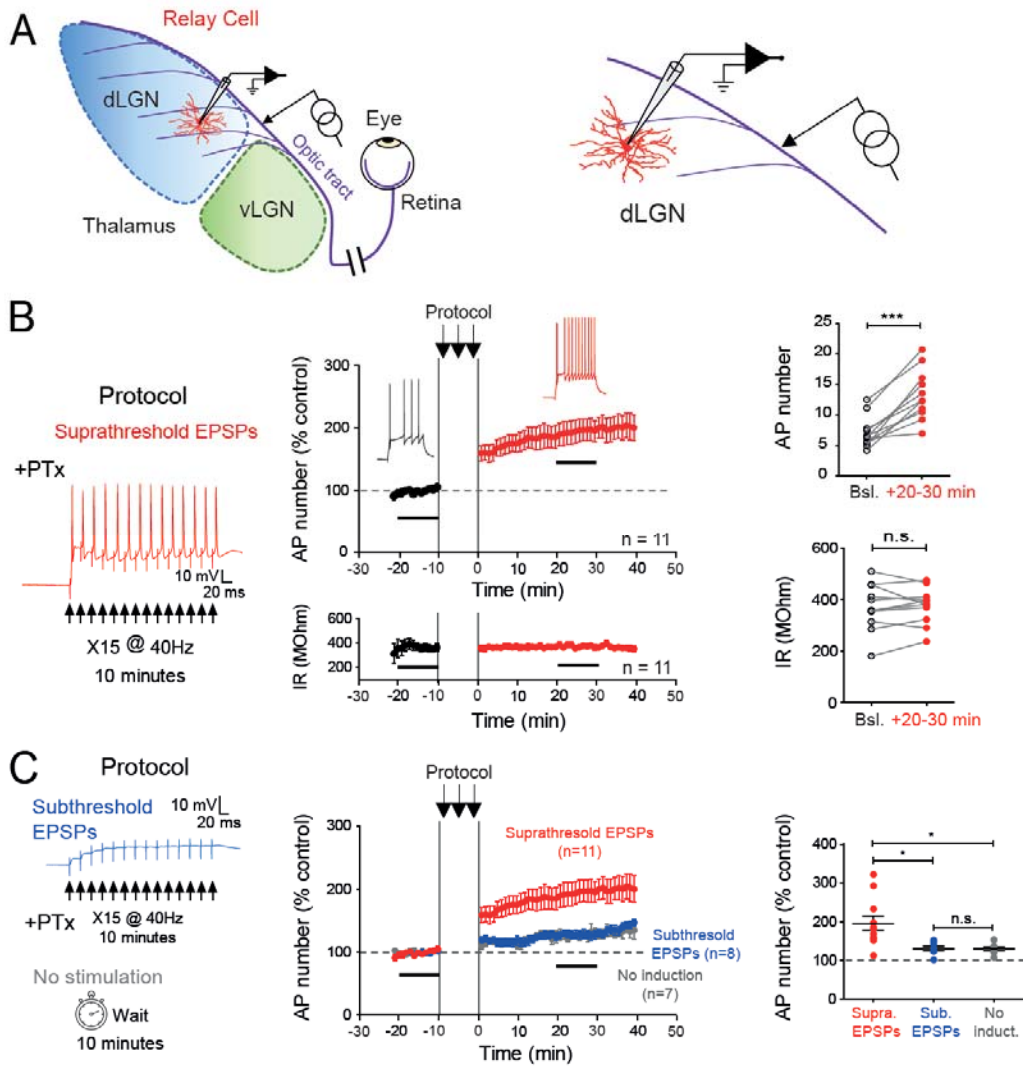 A
Relay Cell
dLGN
Eye
Optic tract
Retina
vLGN
Thalamus
dLGN
B
Protocol
Suprathreshold EPSPs
+PTx
10 mV
20 ms
X15 @ 40Hz
10 minutes
Protocol
AP number (% control)
300
200
100
0
n = 11
-30 -20 -10 0 10 20 30 40 50
Time (min)
IR (MOhm)
600
400
200
n = 11
-30 -20 -10 0 10 20 30 40 50
Time (min)
AP number
25
20
15
10
5
0
***
Bsl. +20-30 min
IR (MOhm)
600
400
200
0
n.s.
Bsl. +20-30 min
C
Protocol
Subthreshold
EPSPs
10 mV
20 ms
+PTx
X15 @ 40Hz
10 minutes
No stimulation
Wait
10 minutes
Protocol
AP number (% control)
300
200
100
0
Suprathresold EPSPs
(n=11)
Subthresold
EPSPs (n=8)
No induction
(n=7)
-30 -20 -10 0 10 20 30 40 50
Time (min)
AP number (% control)
400
300
200
100
0
*
*
n.s.
Supra.
EPSPs
Sub.
EPSPs
No
induct.